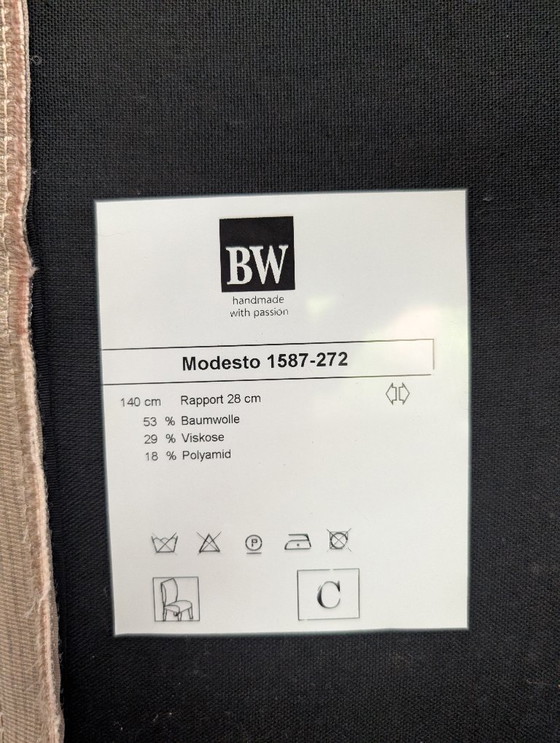 BW
handmade
with passion
Modesto 1587-272
140 cm Rapport 28 cm
53 % Baumwolle
29 % Viskose
18 % Polyamid
P
C